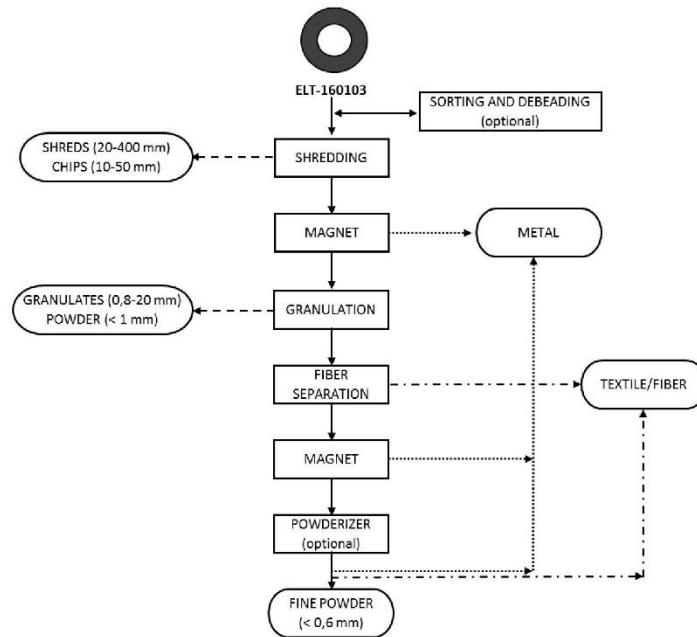 ELT-160103
SORTING AND DEBEADING
(optional)
SHREDS (20-400 mm)
CHIPS (10-50 mm)
SHREDDING
MAGNET
METAL
GRANULATES (0,8-20 mm)
POWDER (< 1 mm)
GRANULATION
FIBER
SEPARATION
TEXTILE/FIBER
MAGNET
POWDERIZER
(optional)
FINE POWDER
(< 0,6 mm)